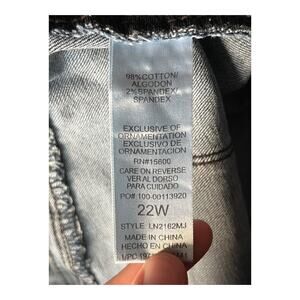 98% COTTON/
ALGODON
2% SPANDEX/
SPANDEX
EXCLUSIVE OF
ORNAMENTATION
EXCLUSIVO DE
ORNAMENTACION
RN#15600
CARE ON REVERSE
VER AL DORSO
PARA CUIDADO
PO# 100-00113920
22W
STYLE: LN2162MJ
MADE IN CHINA
HECHO EN CHINA
UPC